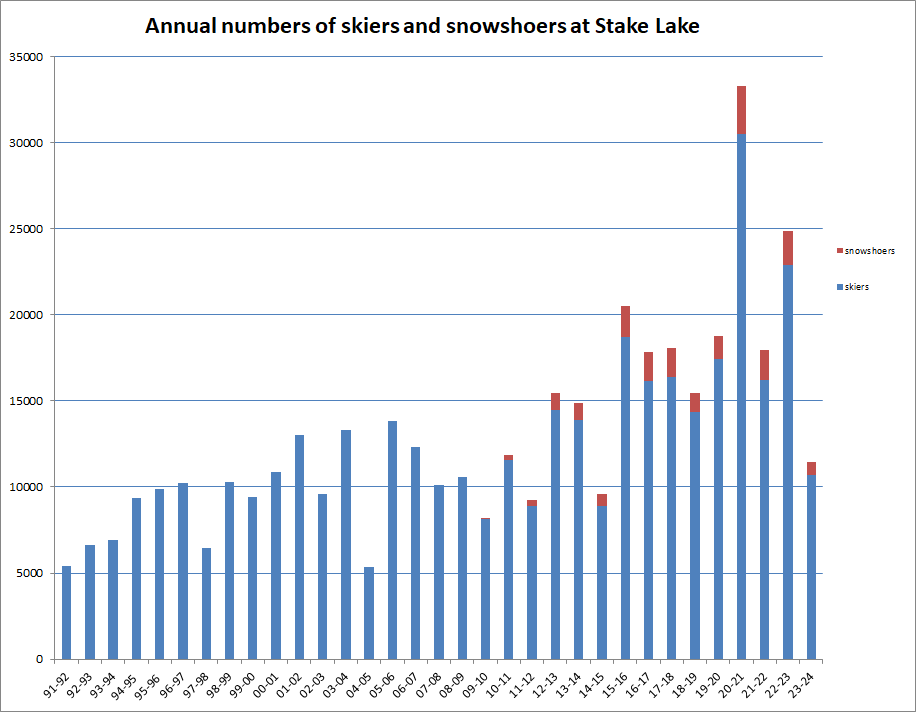 Annual numbers of skiers and snowshoers at Stake Lake
35000
30000
25000
20000
15000
10000
5000
0
snowshoers
skiers
91-92 92-93 93-94 94-95 95-96 96-97 97-98 98-99 99-00 00-01 01-02 02-03 03-04 04-05 05-06 06-07 07-08 08-09 09-10 10-11 11-12 12-13 13-14 14-15 15-16 16-17 17-18 18-19 19-20 20-21 21-22 22-23 23-24